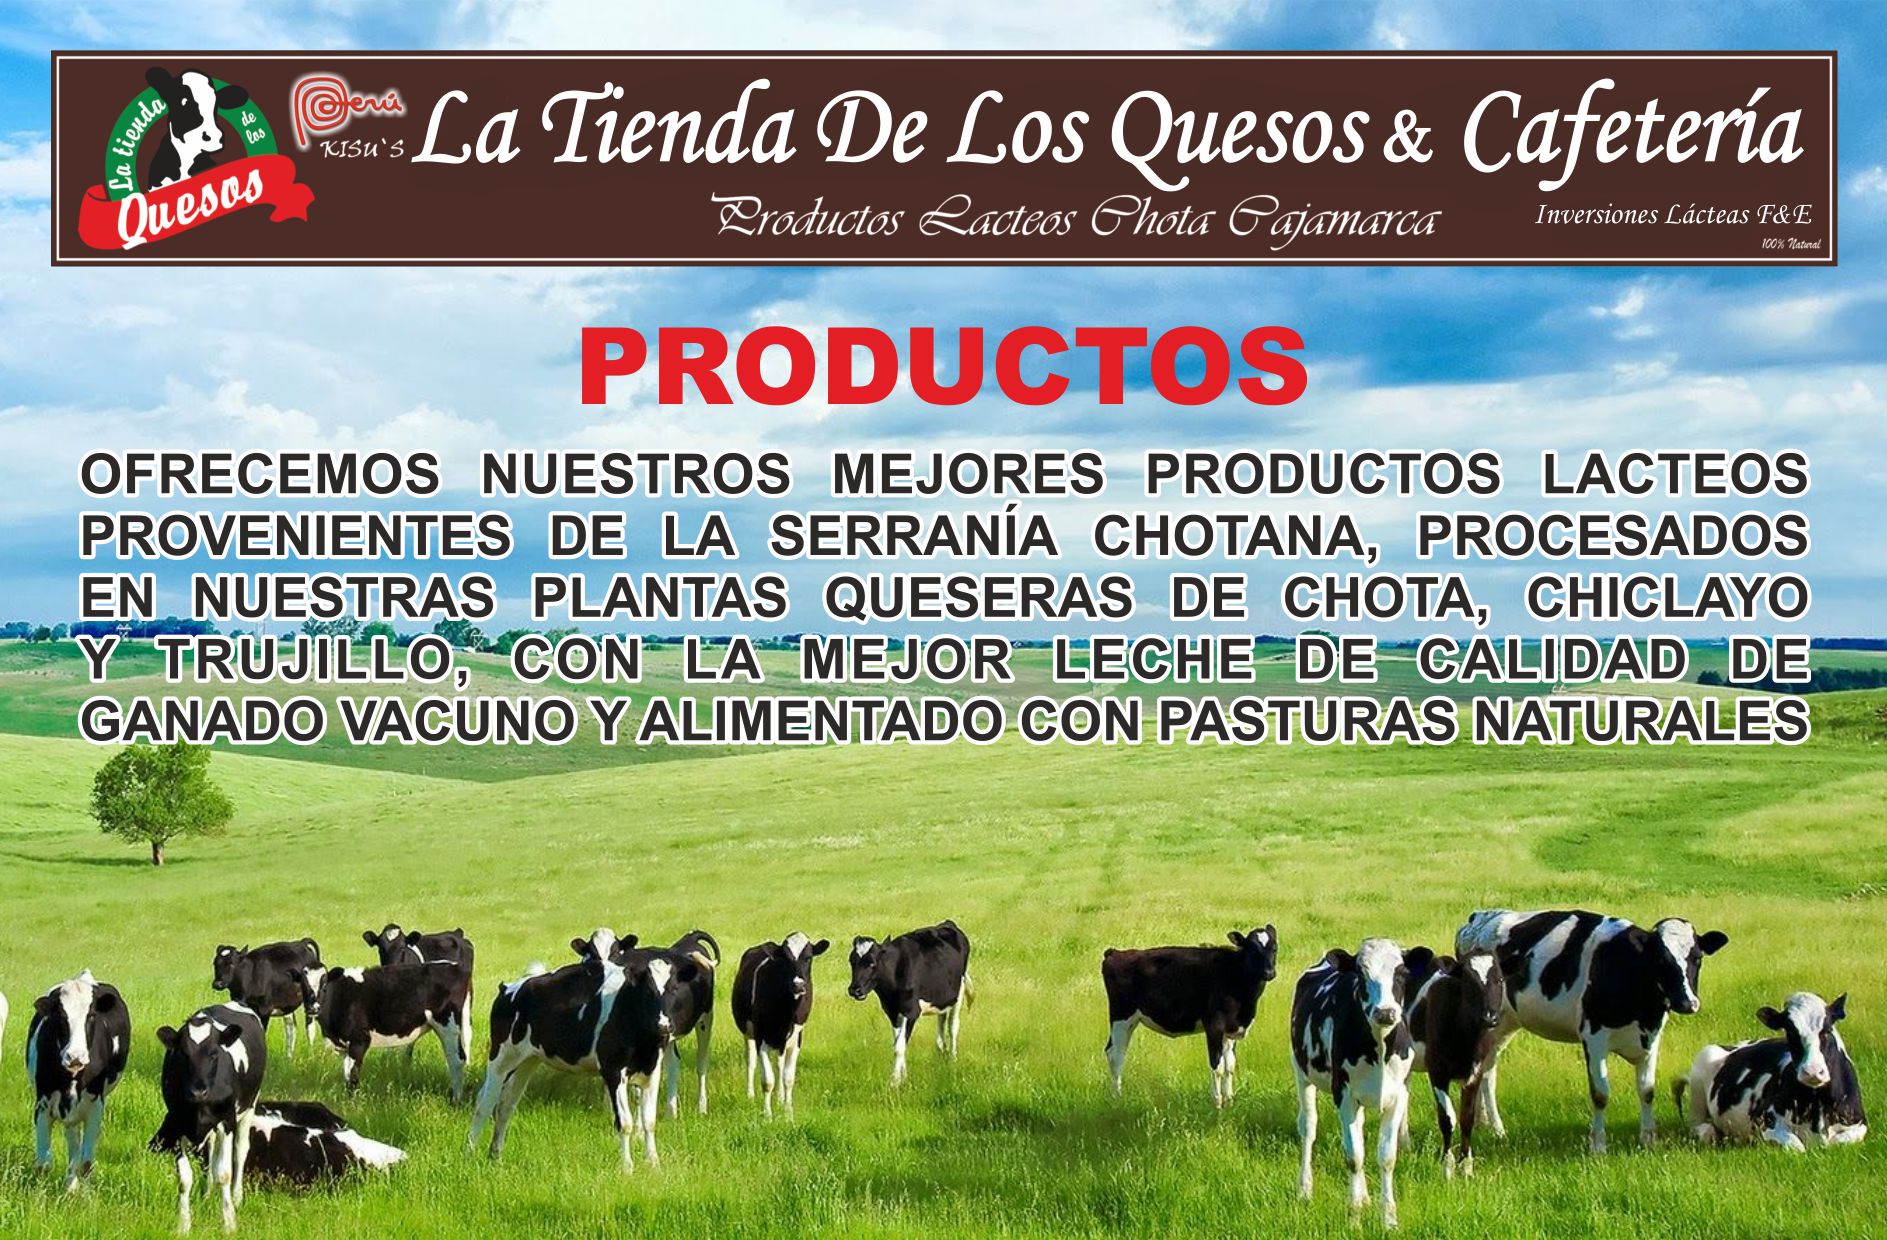 La tienda
de
los
Quesos
Perú
KISU`S
La Tienda De Los Quesos & Cafetería
Productos Lacteos Chota Cajamarca
Inversiones Lácteas F&E
100% Natural
PRODUCTOS
OFRECEMOS NUESTROS MEJORES PRODUCTOS LACTEOS
PROVENIENTES DE LA SERRANÍA CHOTANA, PROCESADOS
EN NUESTRAS PLANTAS QUESERAS DE CHOTA, CHICLAYO
Y TRUJILLO, CON LA MEJOR LECHE DE CALIDAD DE
GANADO VACUNO Y ALIMENTADO CON PASTURAS NATURALES